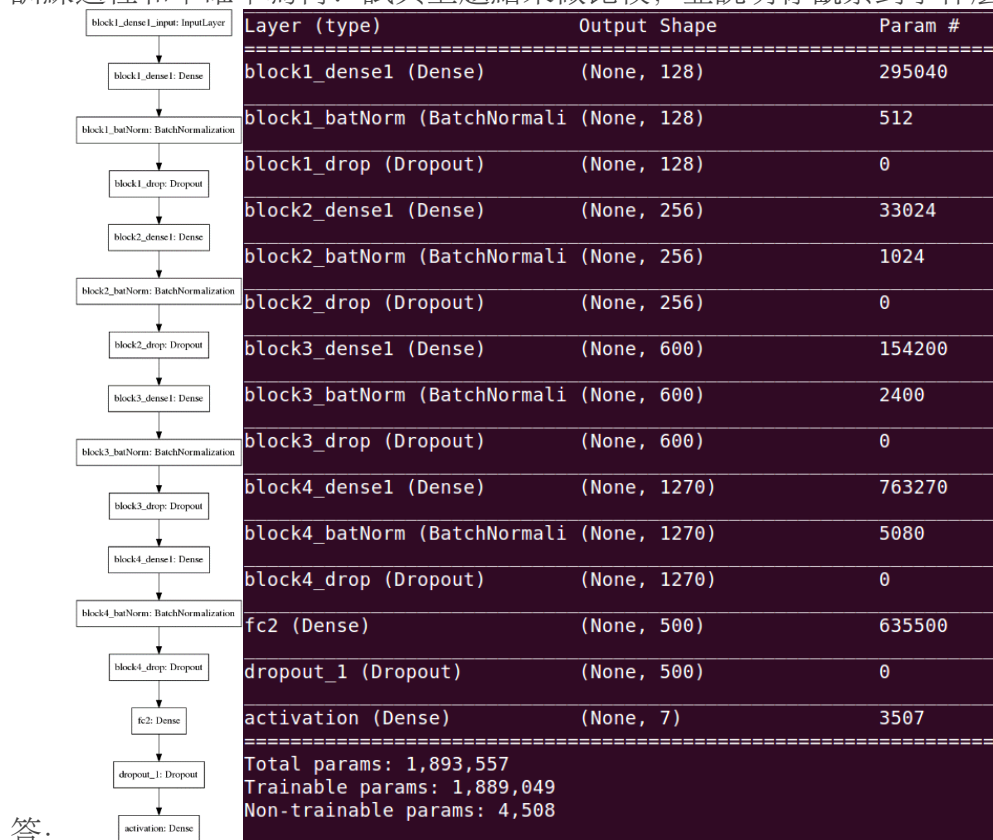 block1_dense1_input: InputLayer
block1_dense1: Dense
block1_batNorm: BatchNormalization
block1_drop: Dropout
block2_dense1: Dense
block2_batNorm: BatchNormalization
block2_drop: Dropout
block3_dense1: Dense
block3_batNorm: BatchNormalization
block3_drop: Dropout
block4_dense1: Dense
block4_batNorm: BatchNormalization
block4_drop: Dropout
fc2: Dense
dropout_1: Dropout
activation: Dense
Layer (type) Output Shape Param #
block1_dense1 (Dense) (None, 128) 295040
block1_batNorm (BatchNormali (None, 128) 512
block1_drop (Dropout) (None, 128) 0
block2_dense1 (Dense) (None, 256) 33024
block2_batNorm (BatchNormali (None, 256) 1024
block2_drop (Dropout) (None, 256) 0
block3_dense1 (Dense) (None, 600) 154200
block3_batNorm (BatchNormali (None, 600) 2400
block3_drop (Dropout) (None, 600) 0
block4_dense1 (Dense) (None, 1270) 763270
block4_batNorm (BatchNormali (None, 1270) 5080
block4_drop (Dropout) (None, 1270) 0
fc2 (Dense) (None, 500) 635500
dropout_1 (Dropout) (None, 500) 0
activation (Dense) (None, 7) 3507
Total params: 1,893,557
Trainable params: 1,889,049
Non-trainable params: 4,508
答: